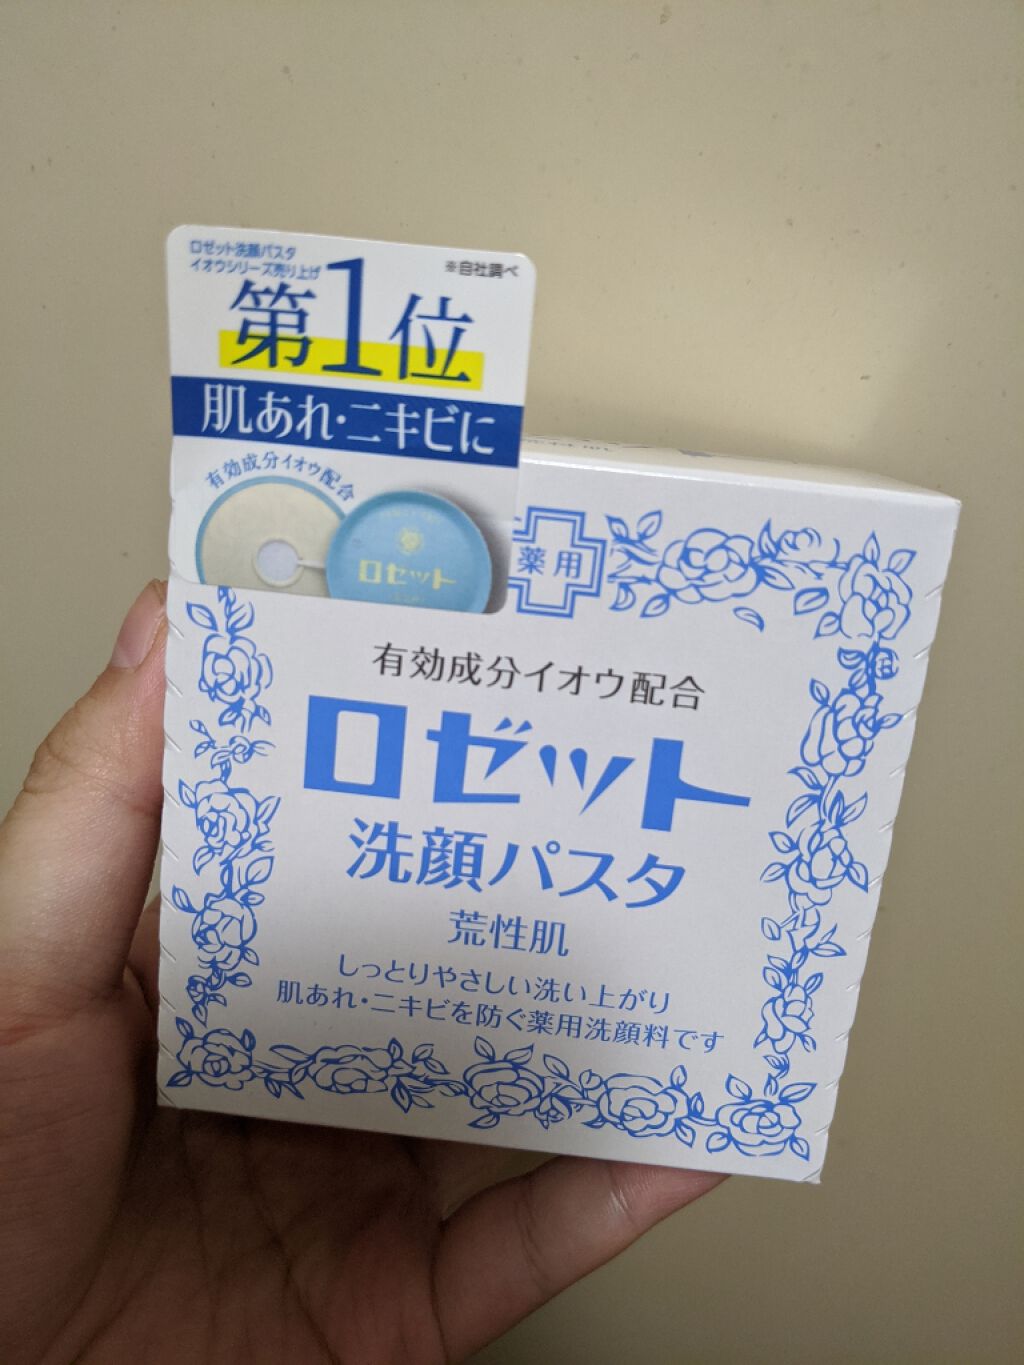 ロゼット洗顔パスタ
イオウシリーズ売り上げ
※自社調べ
第1位
肌あれ・ニキビに
有効成分イオウ配合
ロゼット
薬用
有効成分イオウ配合
ロゼット
洗顔パスタ
荒性肌
しっとりやさしい洗い上がり
肌あれ・ニキビを防ぐ薬用洗顔料です